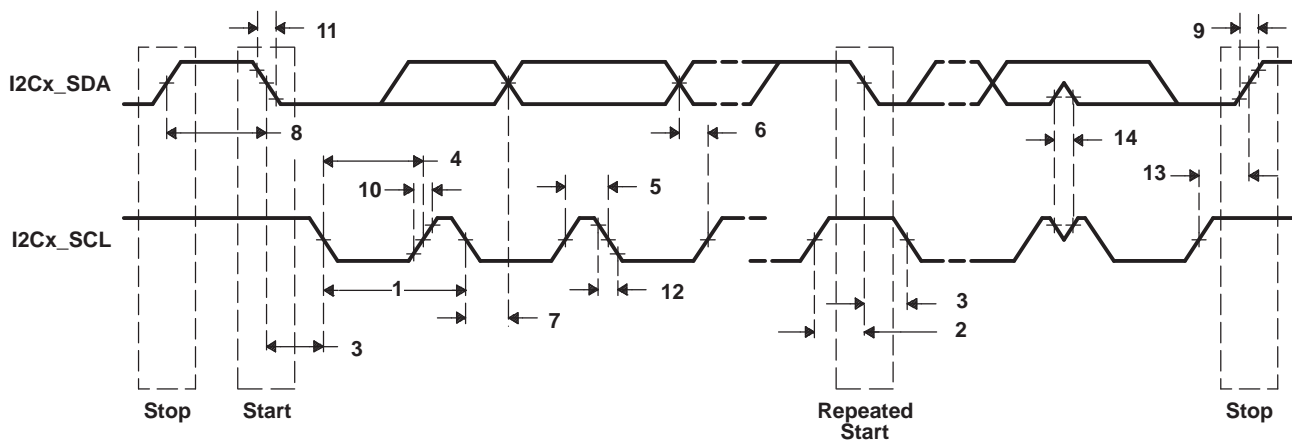 11
9
I2Cx_SDA
8
6
14
4
10
5
13
I2Cx_SCL
1
12
7
3
3
2
Stop
Start
Repeated
Start
Stop